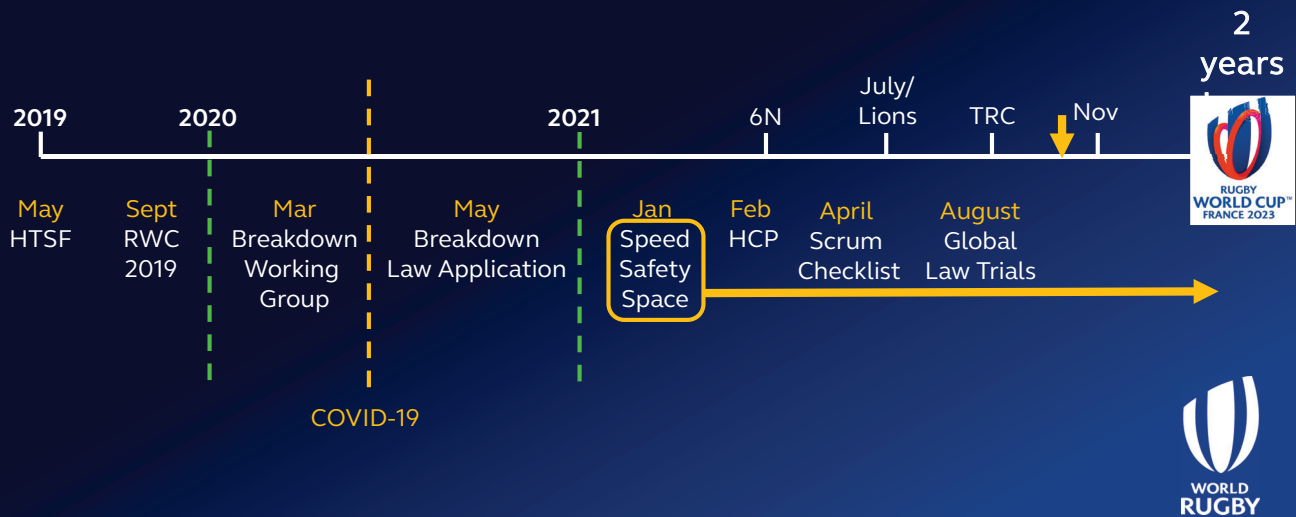 2
years
2019
2020
2021
6N
July/
Lions
TRC
Nov
RUGBY
WORLD CUP™
FRANCE 2023
May
HTSF
Sept
RWC
2019
Mar
Breakdown
Working
Group
May
Breakdown
Law Application
Jan
Speed
Safety
Space
Feb
HCP
April
Scrum
Checklist
August
Global
Law Trials
COVID-19
WORLD
RUGBY